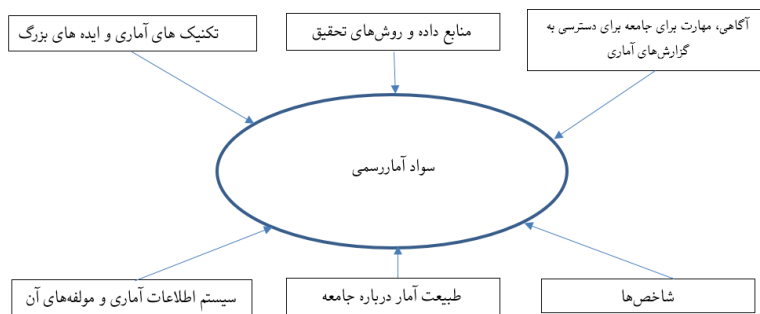 آگاهی، مهارت برای جامعه برای دسترسی به
گزارش‌های آماری
منابع داده و روش‌های تحقیق
تکنیک های آماری و ایده های بزرگ
سواد آماررسمی
شاخص‌ها
طبیعت آمار درباره جامعه
سیستم اطلاعات آماری و مولفه‌های آن